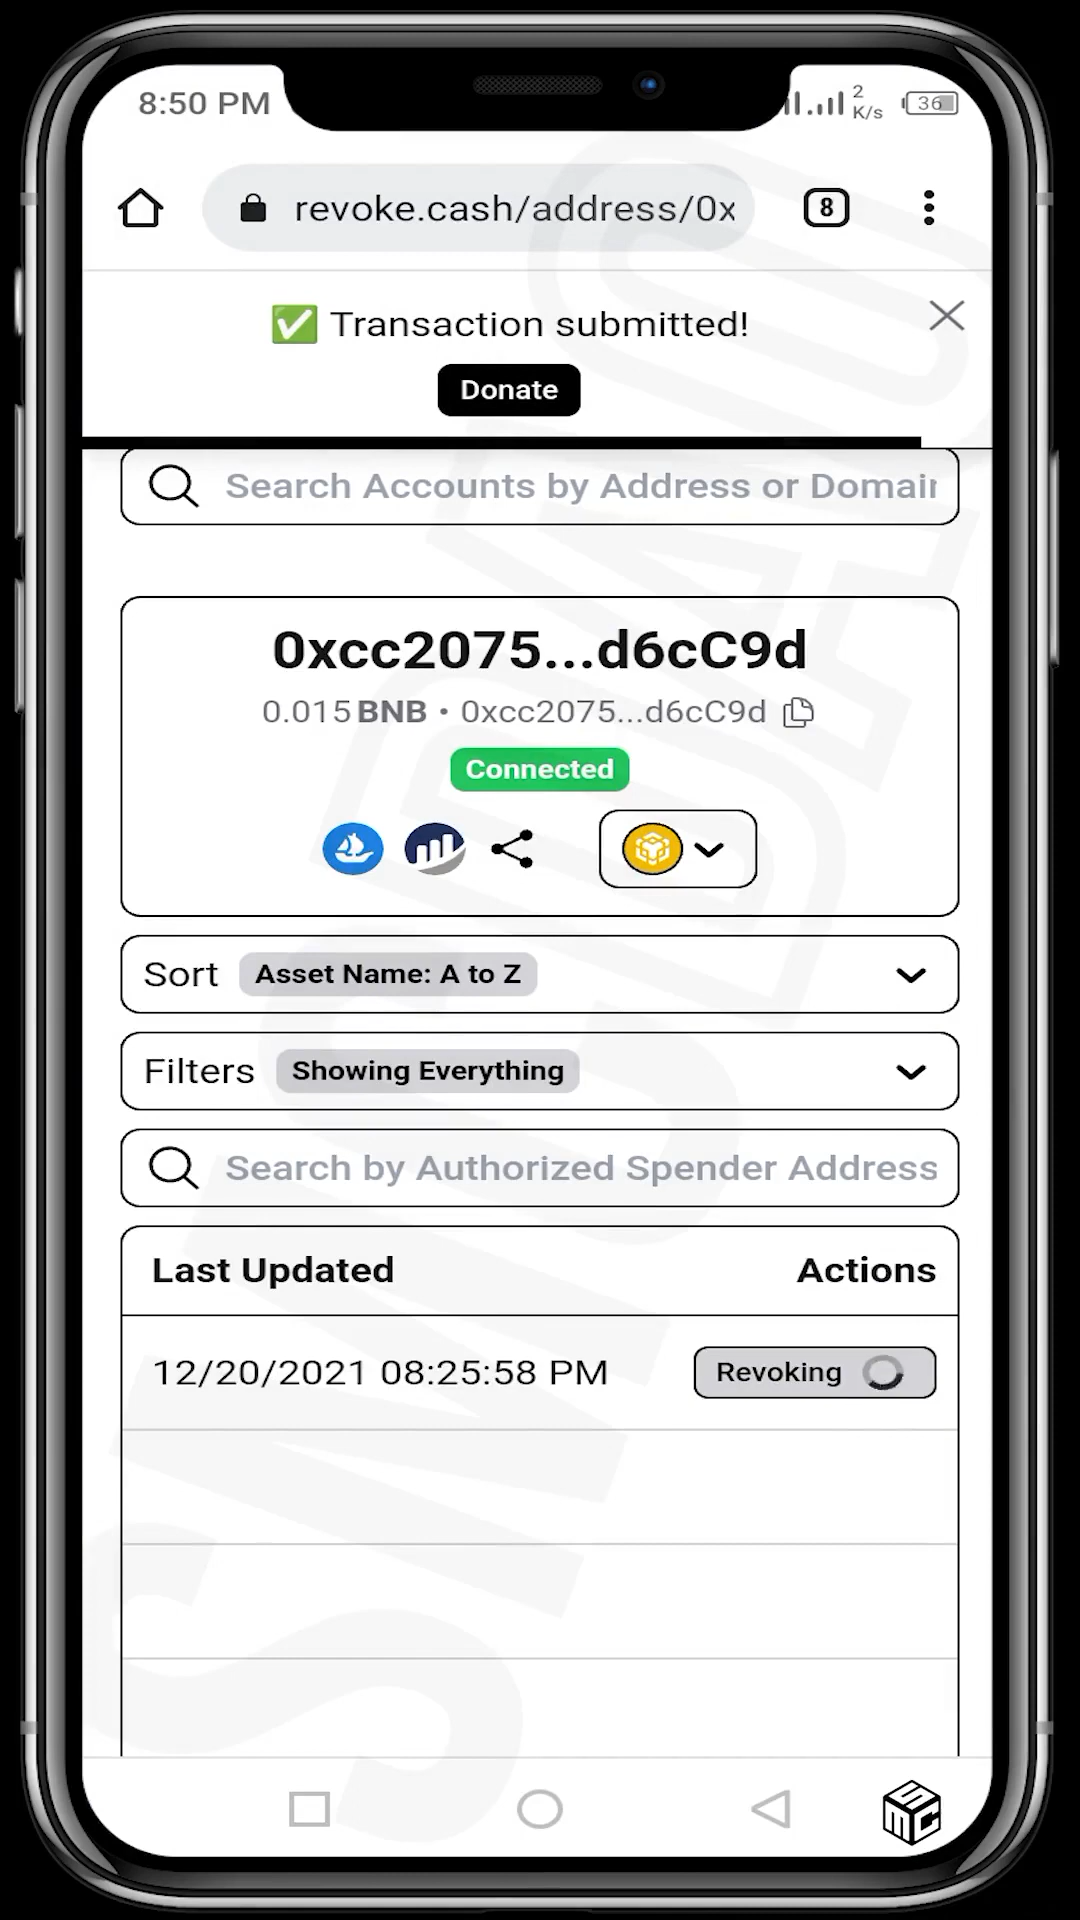 8:50 PM
2
K/s
36
revoke.cash/address/0x
8
✅ Transaction submitted!
Donate
Search Accounts by Address or Domain
0xcc2075...d6cC9d
0.015 BNB • 0xcc2075...d6cC9d
Connected
Sort Asset Name: A to Z
Filters Showing Everything
Search by Authorized Spender Address
Last Updated Actions
12/20/2021 08:25:58 PM Revoking